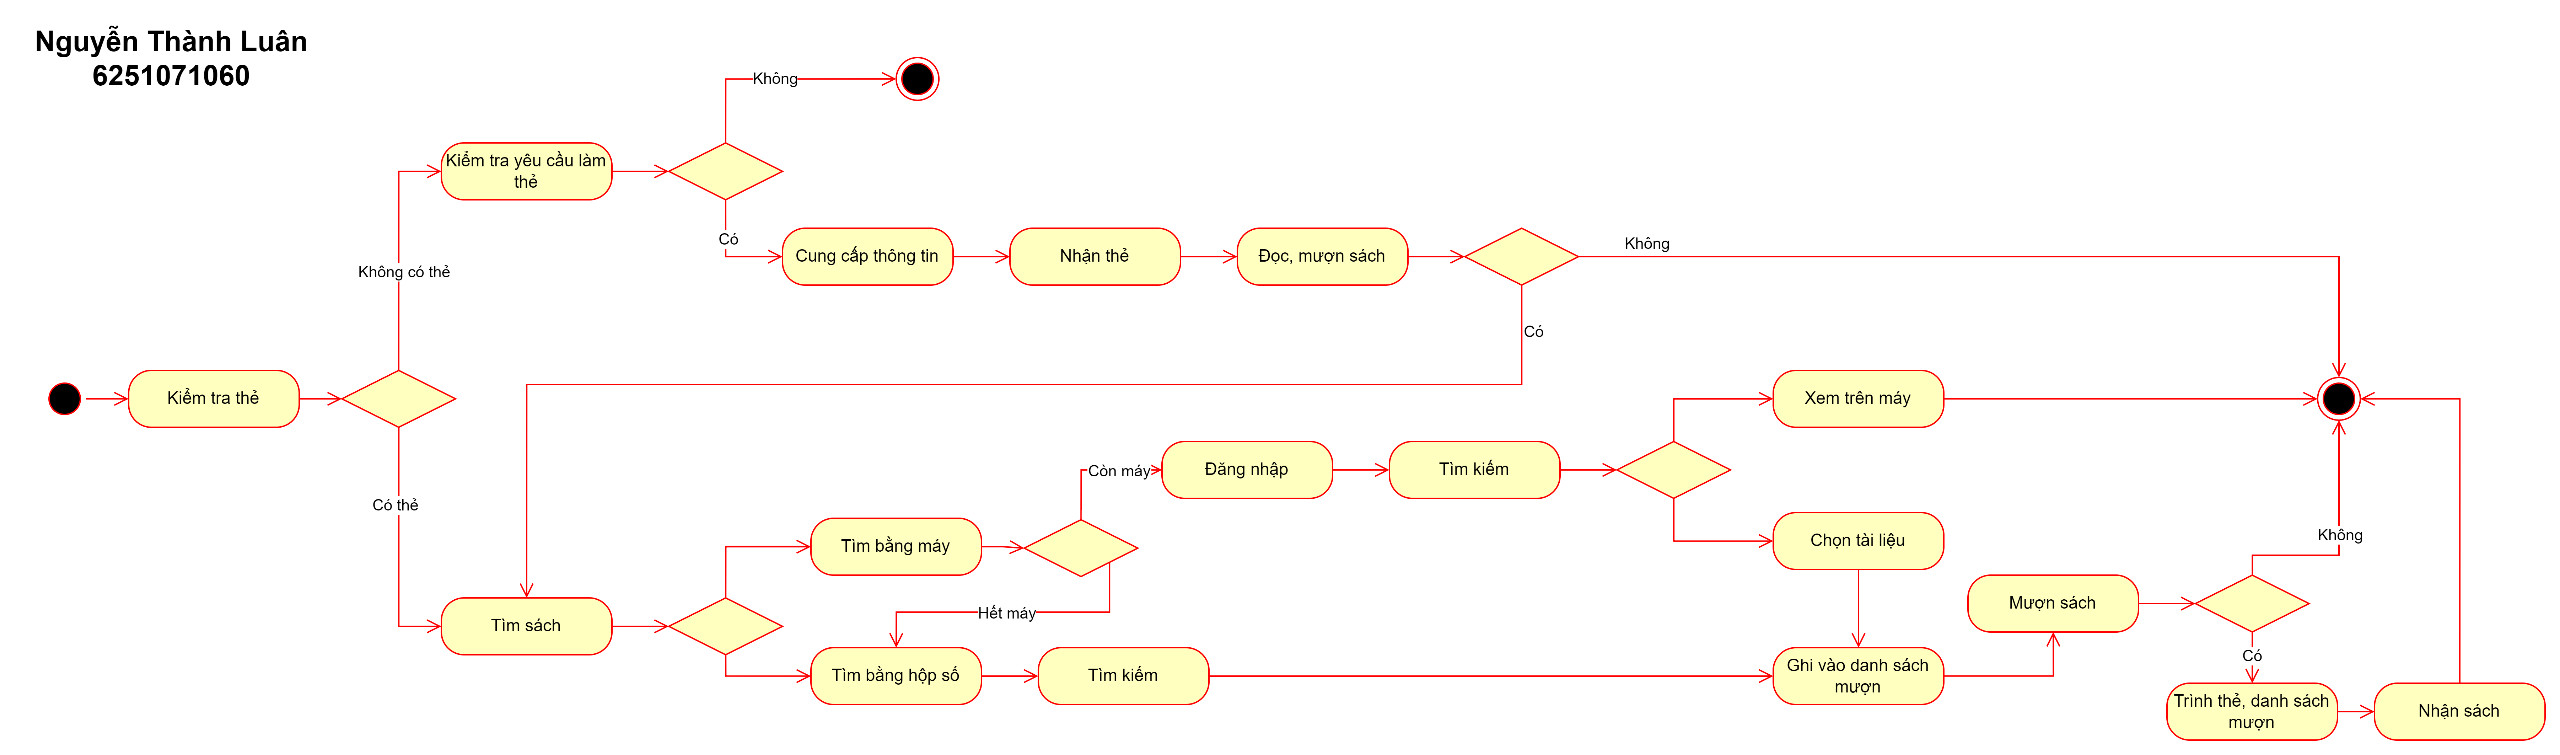 Nguyễn Thành Luân
6251071060
Không
Kiểm tra yêu cầu làm
thẻ
Có
Cung cấp thông tin
Nhận thẻ
Đọc, mượn sách
Không
Không có thẻ
Có
Kiểm tra thẻ
Xem trên máy
Còn máy
Đăng nhập
Tìm kiếm
Có thẻ
Tìm bằng máy
Chọn tài liệu
Không
Hết máy
Mượn sách
Tìm sách
Có
Tìm bằng hộp số
Tìm kiếm
Ghi vào danh sách
mượn
Trình thẻ, danh sách
mượn
Nhận sách